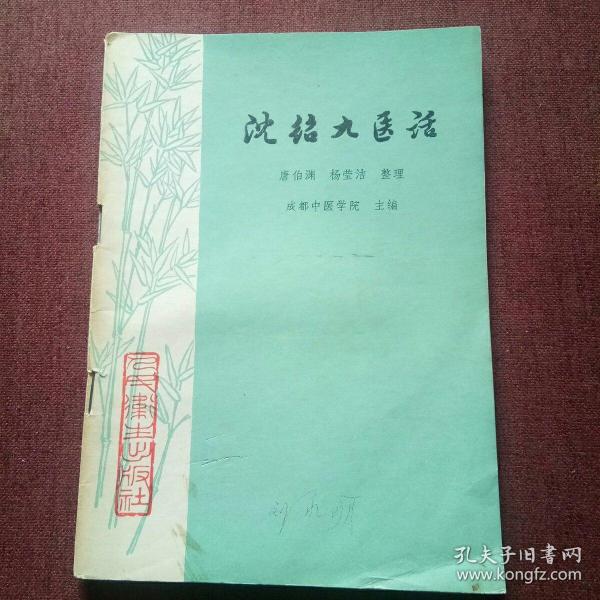 沈绍九医话
唐伯渊 杨莹洁 整理
成都中医学院 主编
人民卫生出版社
孔夫子旧书网
www.kongfz.com